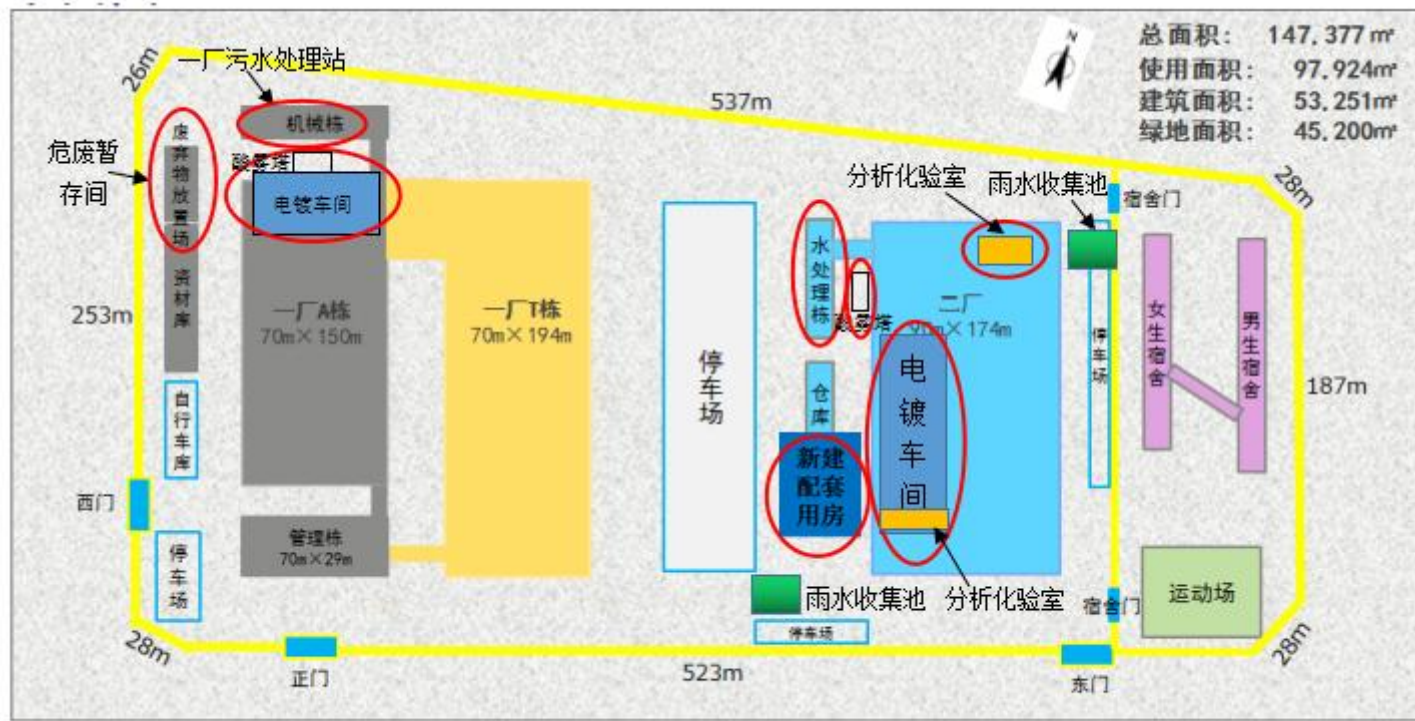 总面积： 147,377㎡
使用面积： 97,924㎡
建筑面积： 53,251㎡
绿地面积： 45,200㎡
N
26m
一厂污水处理站
537m
机械栋
废弃物放置场
危废暂
存间
酸雾塔
电镀车间
分析化验室
雨水收集池
宿舍门
28m
水处理栋
资材库
一厂A栋
70m×150m
一厂T栋
70m×194m
253m
酸雾塔
二厂
90m×174m
停车场
停车场
女生宿舍
男生宿舍
187m
自行车库
仓库
电镀车间
新建
配套
用房
西门
管理栋
70m×29m
停车场
雨水收集池
分析化验室
宿舍门
运动场
停车场
28m
28m
正门
523m
东门